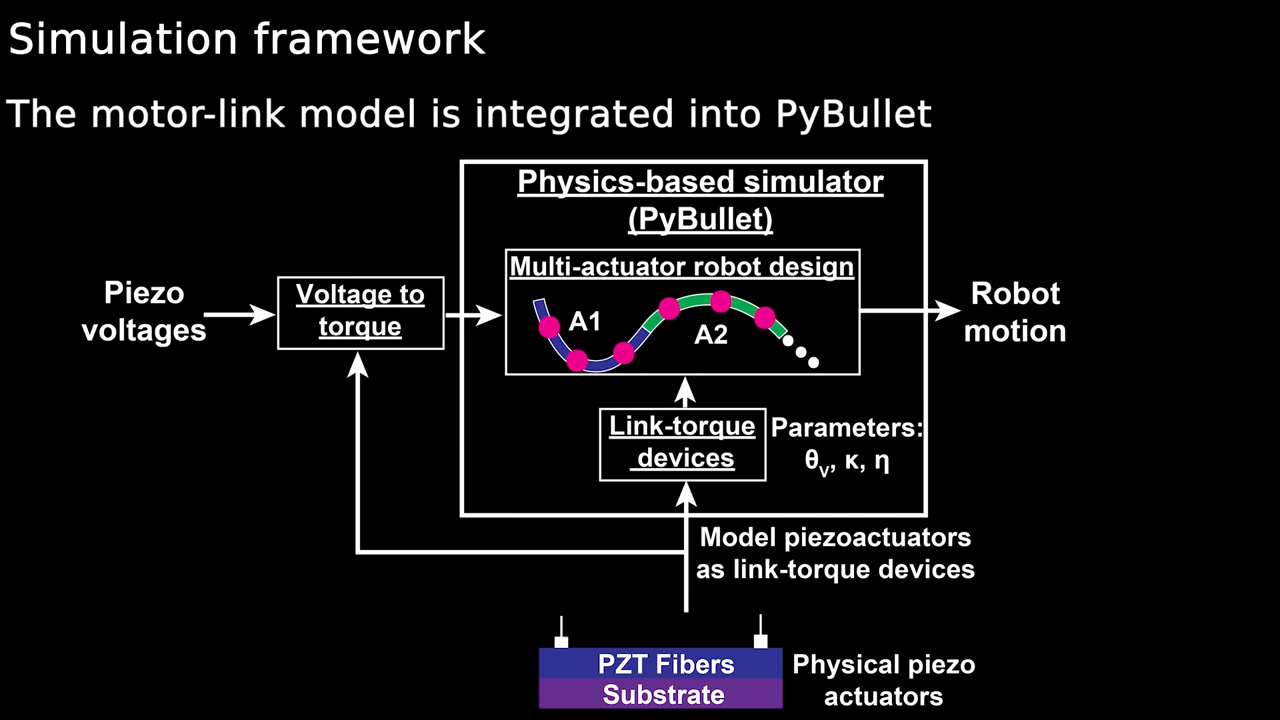 Simulation framework
The motor-link model is integrated into PyBullet
Physics-based simulator
(PyBullet)
Multi-actuator robot design
Piezo
voltages
Voltage to
torque
A1
A2
Robot
motion
Link-torque
devices
Parameters:
θV, κ, η
Model piezoactuators
as link-torque devices
PZT Fibers
Substrate
Physical piezo
actuators